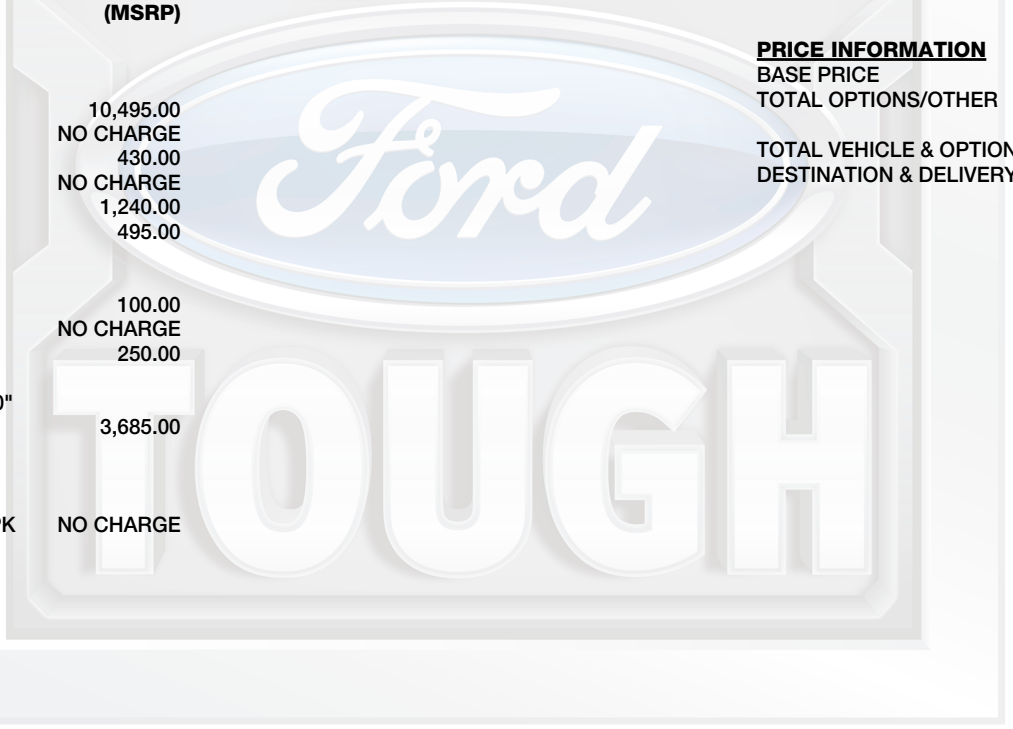 (MSRP)
10,495.00
NO CHARGE
430.00
NO CHARGE
1,240.00
495.00
100.00
NO CHARGE
250.00
0"
3,685.00
PK NO CHARGE
PRICE INFORMATION
BASE PRICE
TOTAL OPTIONS/OTHER
TOTAL VEHICLE & OPTION
DESTINATION & DELIVERY
Ford
TOUGH